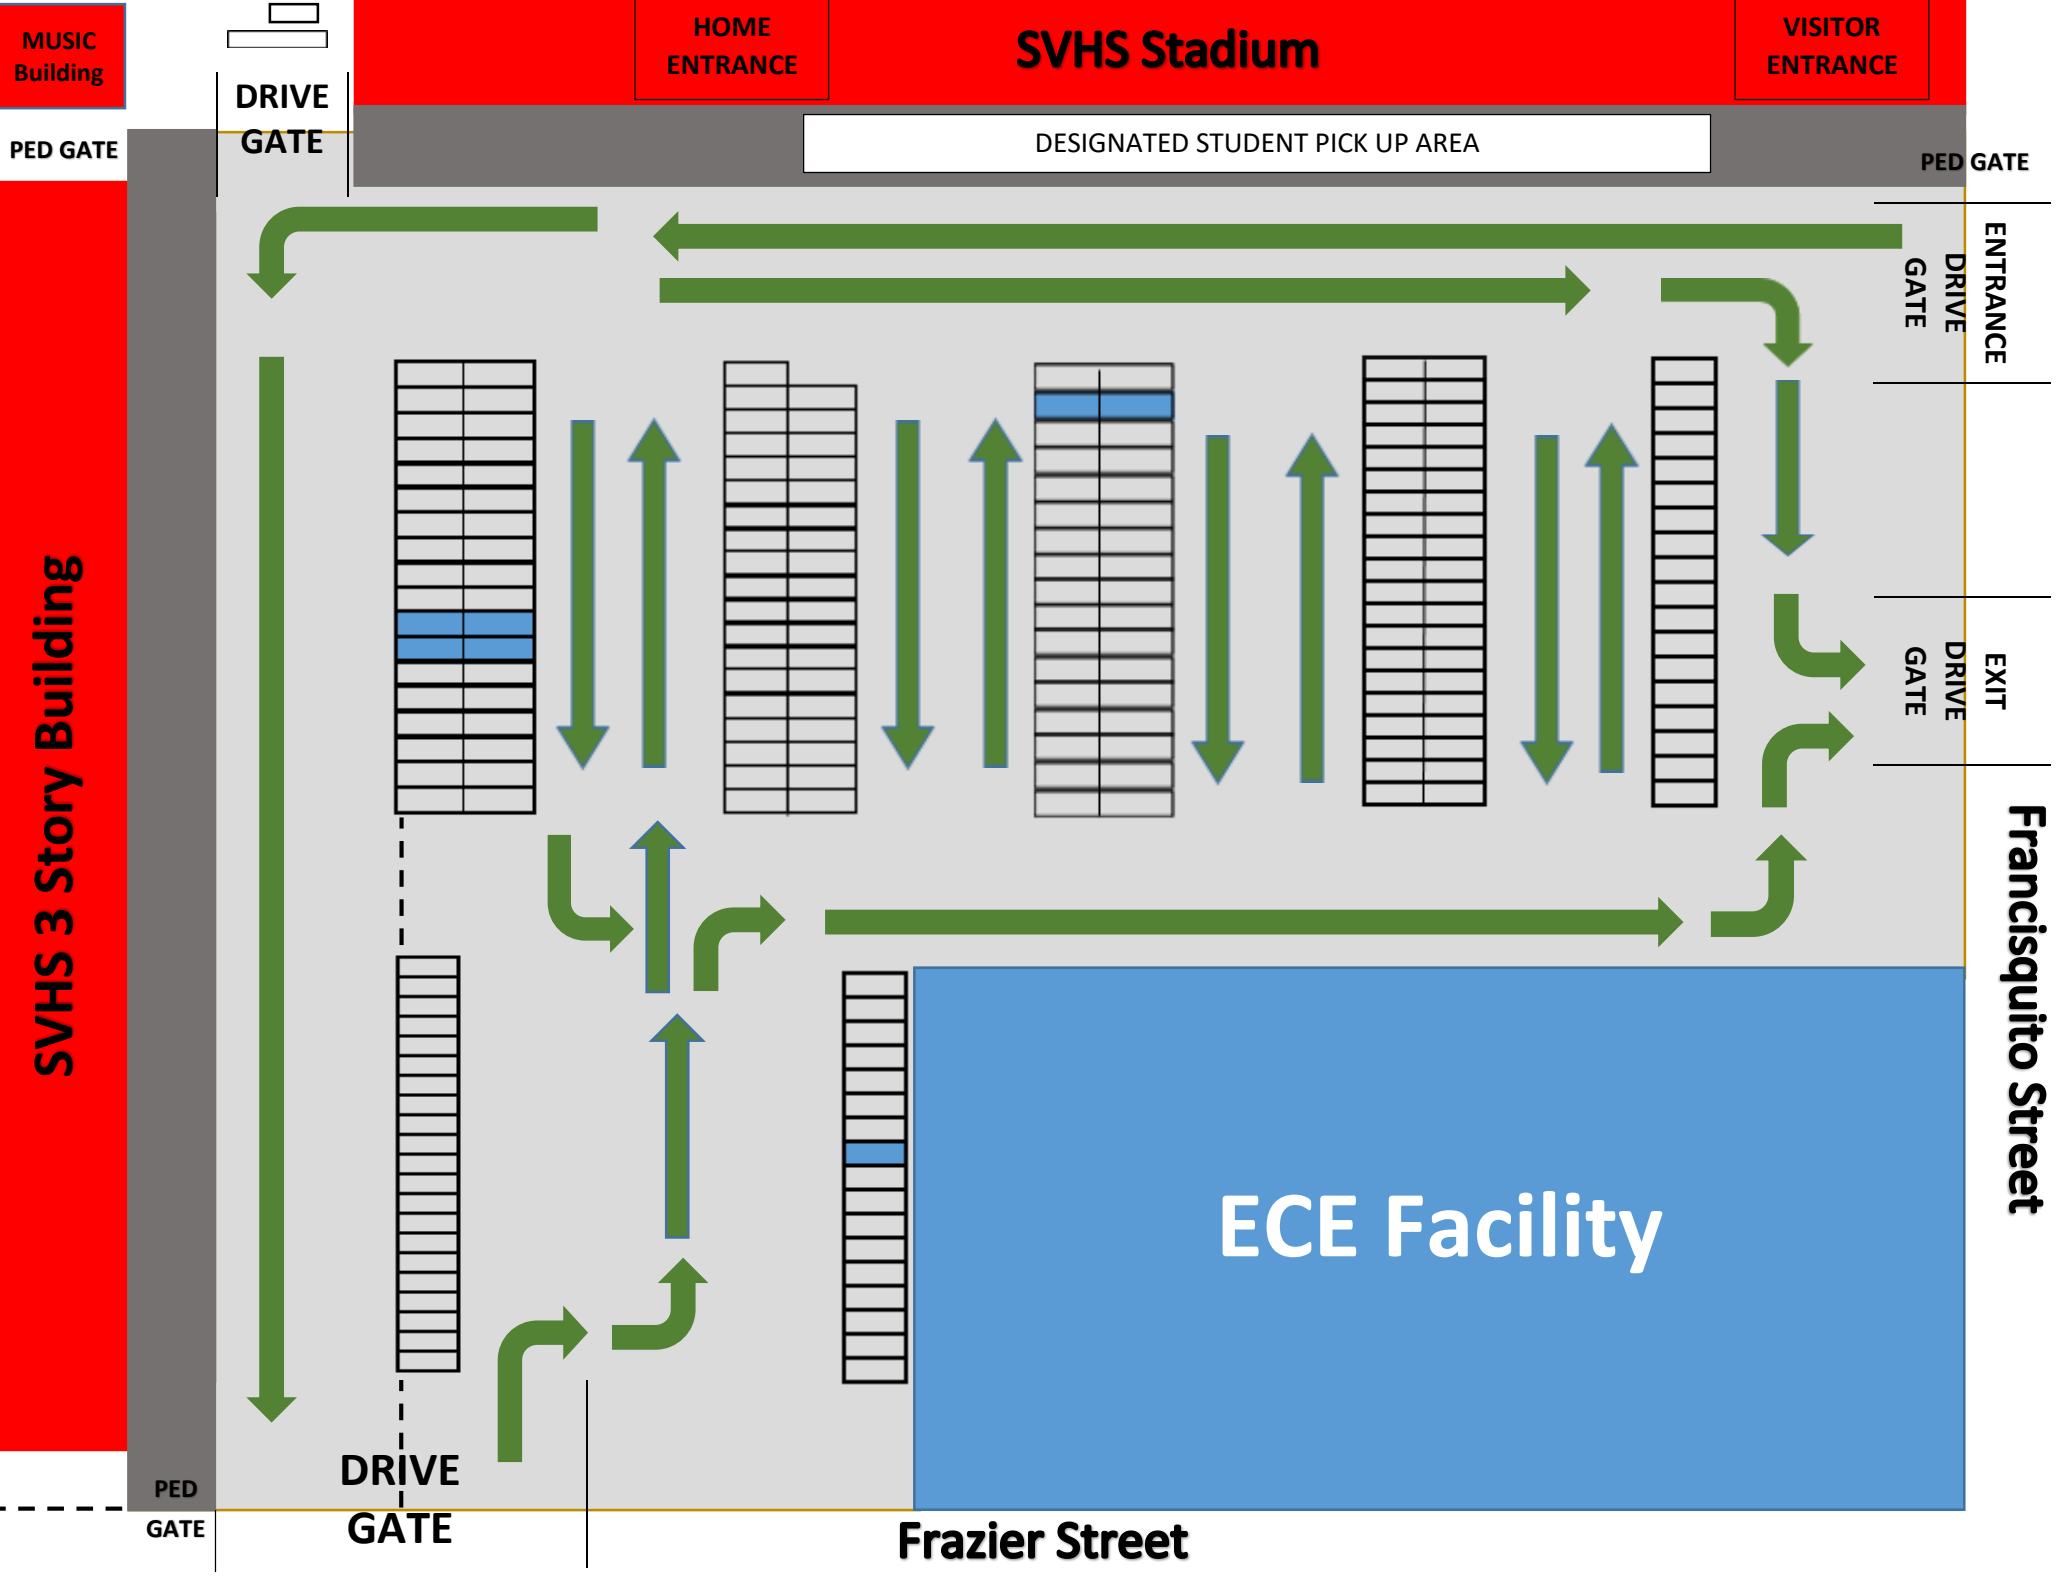 MUSIC
Building
HOME
ENTRANCE
SVHS Stadium
VISITOR
ENTRANCE
DRIVE
GATE
PED GATE
DESIGNATED STUDENT PICK UP AREA
PED GATE
ENTRANCE
DRIVE
GATE
SVHS 3 Story Building
EXIT
DRIVE
GATE
Francisquito Street
ECE Facility
PED
GATE
DRIVE
GATE
Frazier Street